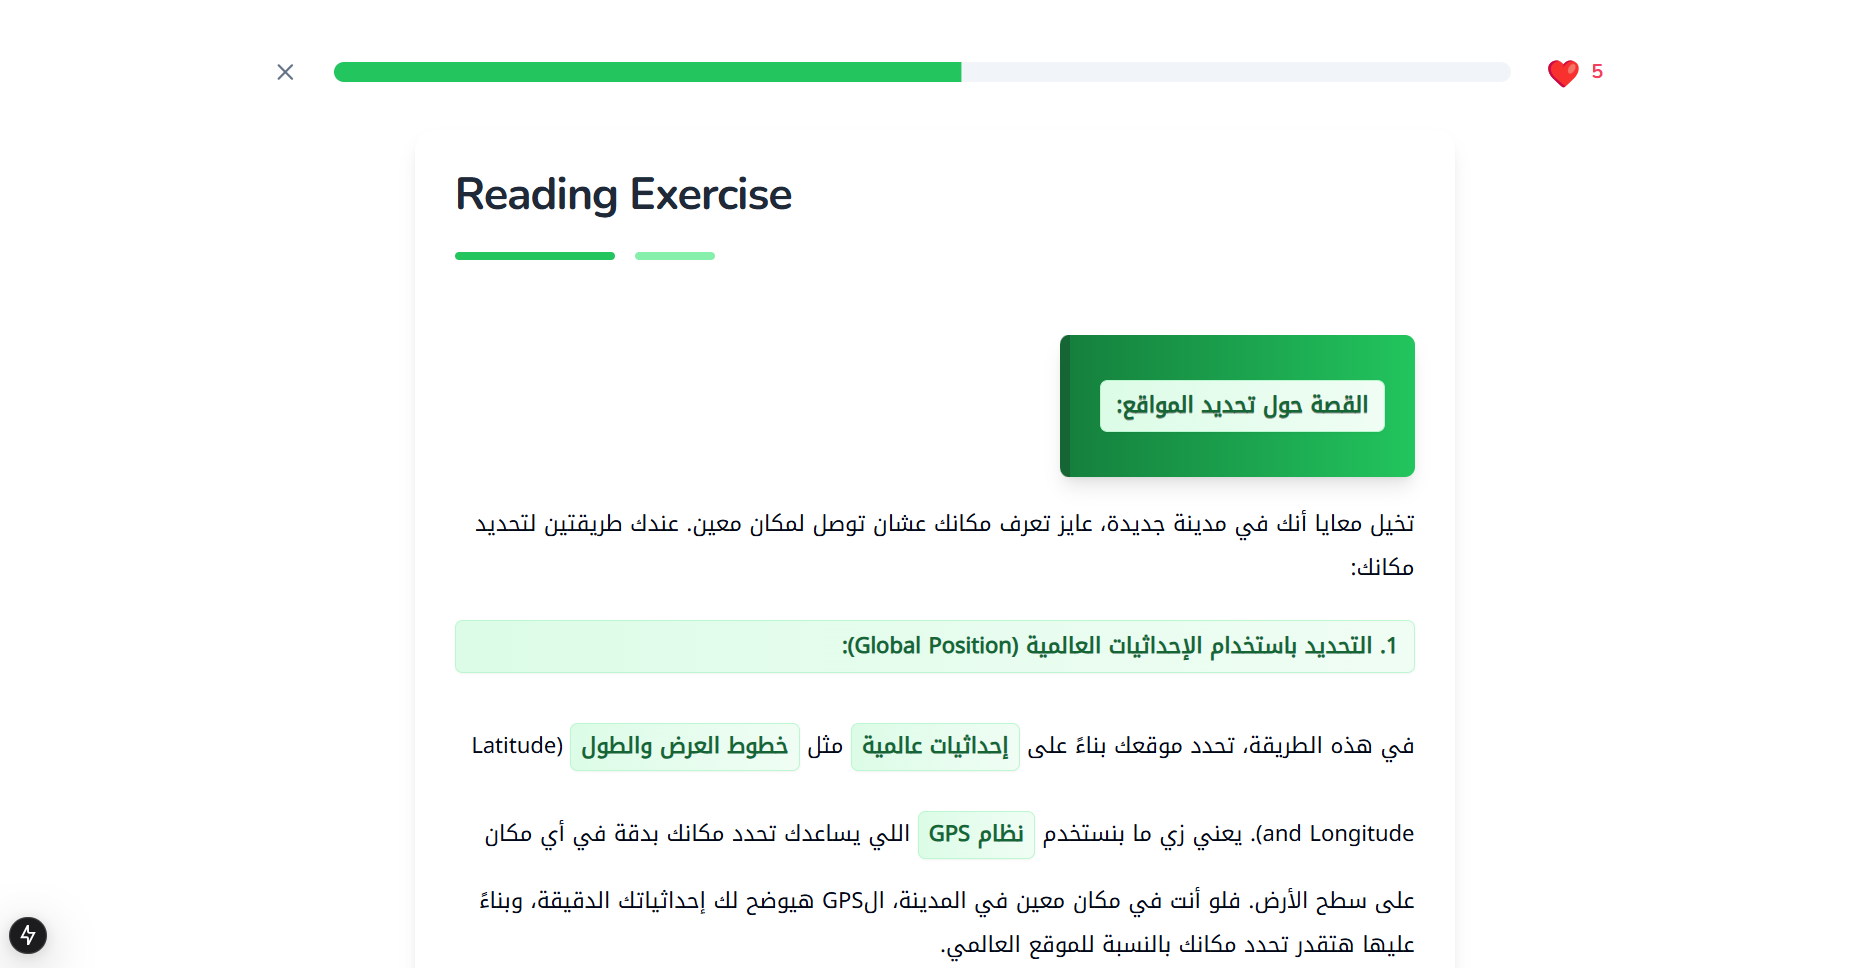 5
Reading Exercise
القصة حول تحديد المواقع:
تخيل معايا أنك في مدينة جديدة، عايز تعرف مكانك عشان توصل لمكان معين. عندك طريقتين لتحديد
مكانك:
1. التحديد باستخدام الإحداثيات العالمية (Global Position):
في هذه الطريقة، تحدد موقعك بناءً على إحداثيات عالمية مثل خطوط العرض والطول (Latitude
and Longitude). يعني زي ما بنستخدم نظام GPS اللي يساعدك تحدد مكانك بدقة في أي مكان
على سطح الأرض. فلو أنت في مكان معين في المدينة، الGPS هيوضح لك إحداثياتك الدقيقة، وبناءً
عليها هتقدر تحدد مكانك بالنسبة للموقع العالمي.